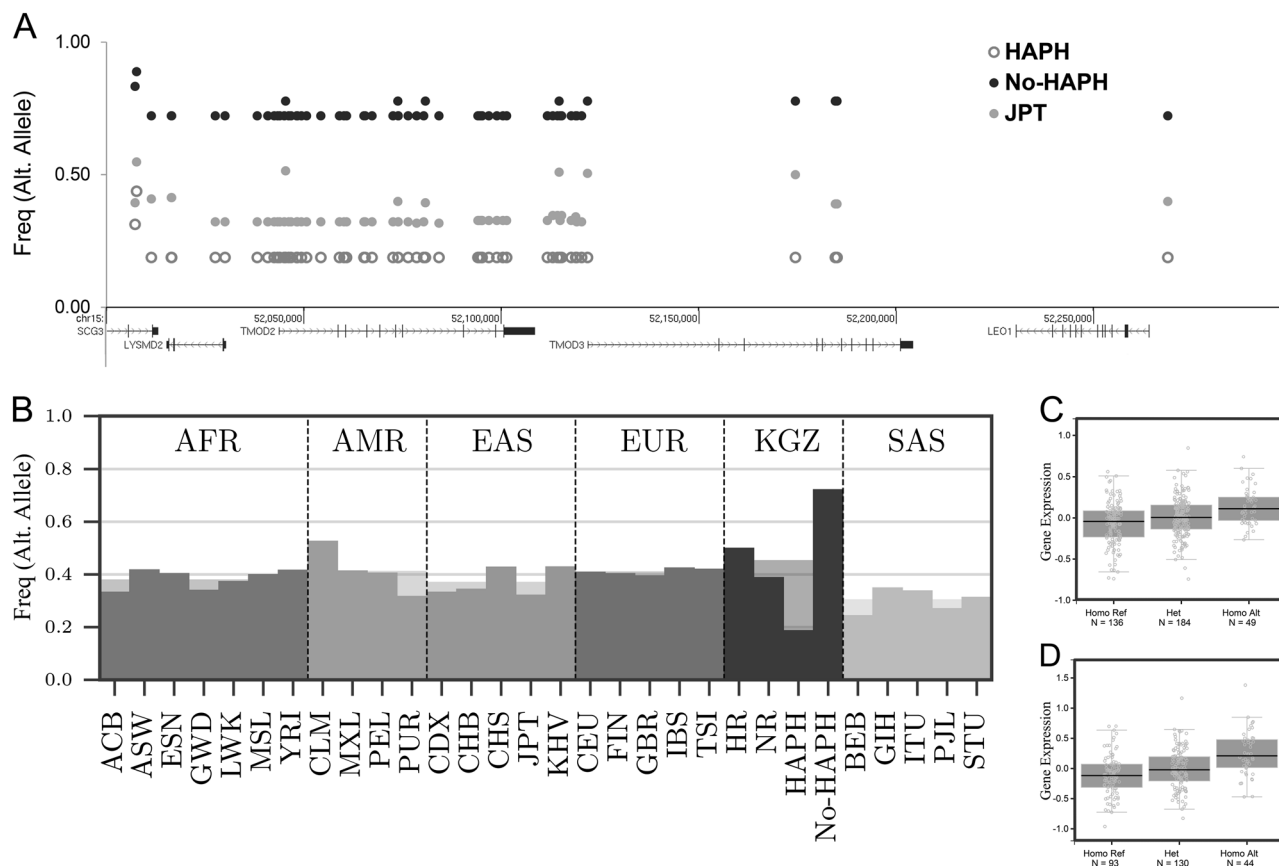 A
1.00
0.50
0.00
Freq (Alt. Allele)
HAPH
No-HAPH
JPT
chr15: 52,050,000 52,100,000 52,150,000 52,200,000 52,250,000
SCG3 TMOD2 LEO1
LYSMD2 TMOD3
B
1.0
0.8
0.6
0.4
0.2
0.0
Freq (Alt. Allele)
AFR AMR EAS EUR KGZ SAS
ACB ASW ESN GWD LWK MSL YRI CLM MXL PEL PUR CDX CHB CHS JPT KHV CEU FIN GBR IBS TSI HR NR HAPH No-HAPH BEB GIH ITU PJL STU
C
1.0
0.5
0.0
-0.5
-1.0
Gene Expression
Homo Ref Het Homo Alt
N = 136 N = 184 N = 49
D
1.5
1.0
0.5
0.0
-0.5
-1.0
Gene Expression
Homo Ref Het Homo Alt
N = 93 N = 130 N = 44